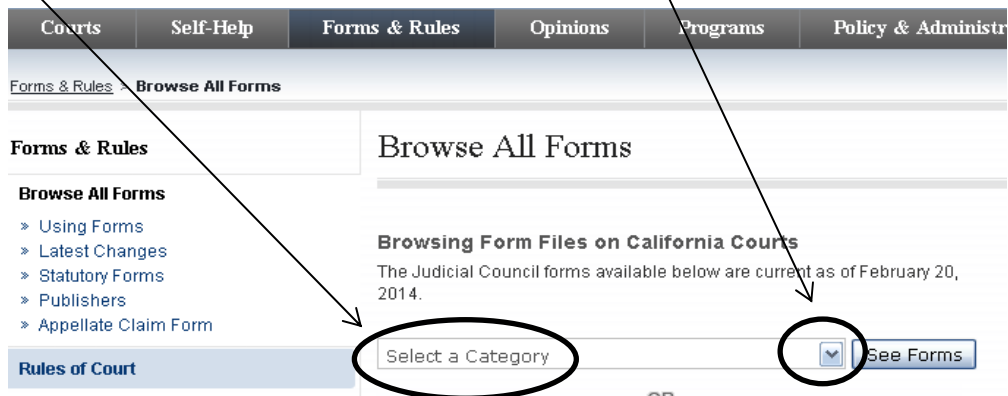 Courts Self-Help Forms & Rules Opinions Programs Policy & Administr
Forms & Rules > Browse All Forms
Forms & Rules
Browse All Forms
» Using Forms
» Latest Changes
» Statutory Forms
» Publishers
» Appellate Claim Form
Rules of Court
Browse All Forms
Browsing Form Files on California Courts
The Judicial Council forms available below are current as of February 20,
2014.
Select a Category See Forms
OR